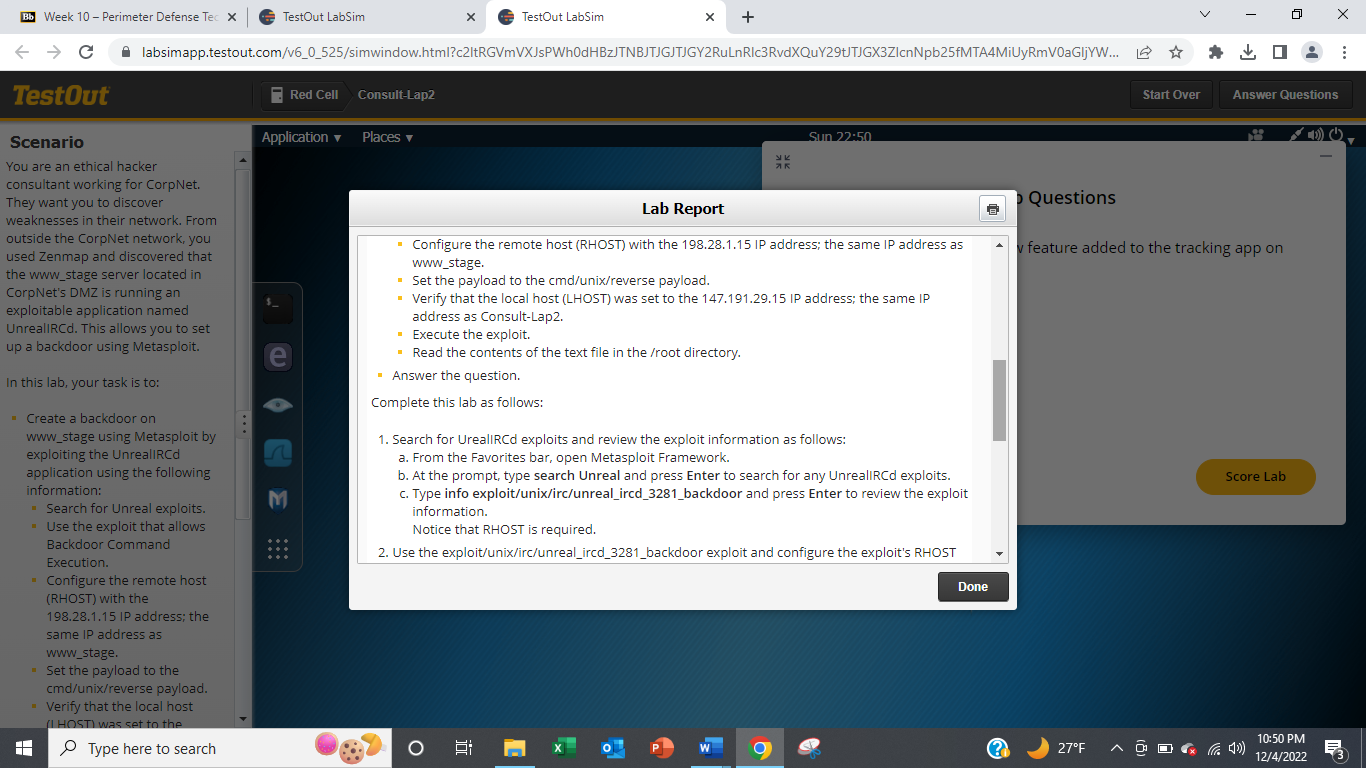 Week 10 – Perimeter Defense Tec
TestOut LabSim
TestOut LabSim
labsimapp.testout.com/v6_0_525/simwindow.html?c2ltRGVmVXJsPWh0dHBzJTNBJTJGJTJGY2RuLnRlc3RvdXQuY29tJTJGX3ZlcnNpb25fMTA4MiUyRmV0aGljYW...
TestOut
Red Cell
Consult-Lap2
Start Over
Answer Questions
Scenario
You are an ethical hacker
consultant working for CorpNet.
They want you to discover
weaknesses in their network. From
outside the CorpNet network, you
used Zenmap and discovered that
the www_stage server located in
CorpNet's DMZ is running an
exploitable application named
UnrealIRCd. This allows you to set
up a backdoor using Metasploit.
In this lab, your task is to:
Create a backdoor on
www_stage using Metasploit by
exploiting the UnrealIRCd
application using the following
information:
Search for Unreal exploits.
Use the exploit that allows
Backdoor Command
Execution.
Configure the remote host
(RHOST) with the
198.28.1.15 IP address; the
same IP address as
www_stage.
Set the payload to the
cmd/unix/reverse payload.
Verify that the local host
(LHOST) was set to the
Application
Places
Sun 22:50
Questions
feature added to the tracking app on
Score Lab
Lab Report
Configure the remote host (RHOST) with the 198.28.1.15 IP address; the same IP address as
www_stage.
Set the payload to the cmd/unix/reverse payload.
Verify that the local host (LHOST) was set to the 147.191.29.15 IP address; the same IP
address as Consult-Lap2.
Execute the exploit.
Read the contents of the text file in the /root directory.
Answer the question.
Complete this lab as follows:
1. Search for UrealIRCd exploits and review the exploit information as follows:
a. From the Favorites bar, open Metasploit Framework.
b. At the prompt, type search Unreal and press Enter to search for any UnrealIRCd exploits.
c. Type info exploit/unix/irc/unreal_ircd_3281_backdoor and press Enter to review the exploit
information.
Notice that RHOST is required.
2. Use the exploit/unix/irc/unreal_ircd_3281_backdoor exploit and configure the exploit's RHOST
Done
Type here to search
27°F
10:50 PM
12/4/2022
3